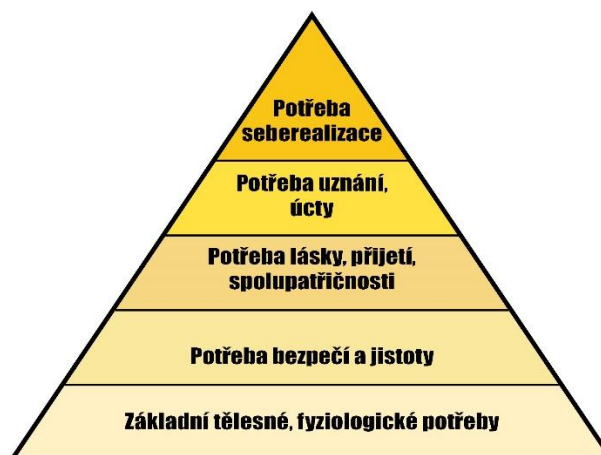 Potřeba
seberealizace
Potřeba uznání,
úcty
Potřeba lásky, přijetí,
spolupatřičnosti
Potřeba bezpečí a jistoty
Základní tělesné, fyziologické potřeby